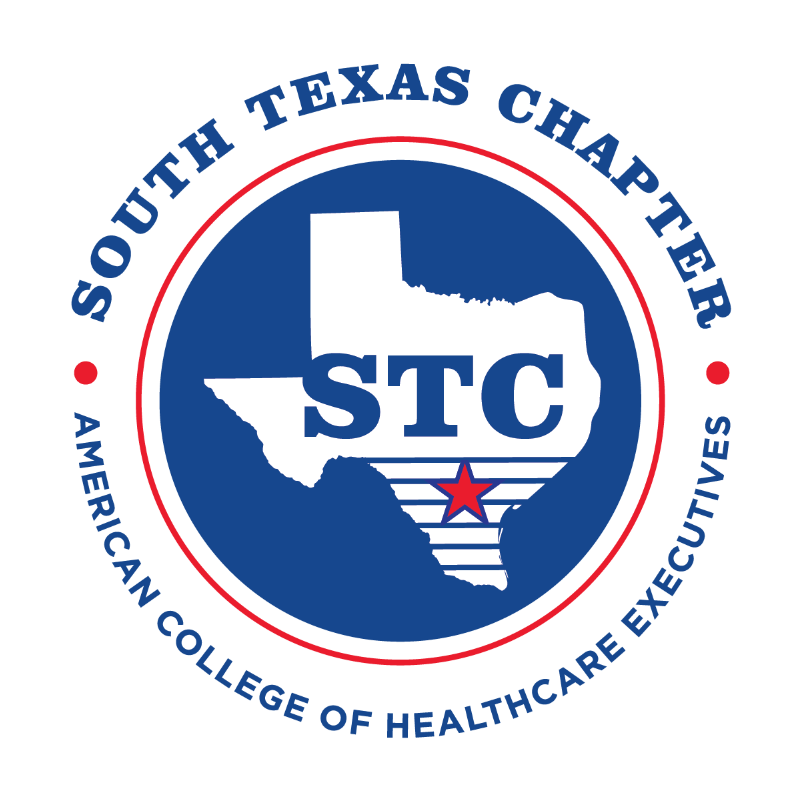 SOUTH TEXAS CHAPTER
STC
AMERICAN COLLEGE OF HEALTHCARE EXECUTIVES